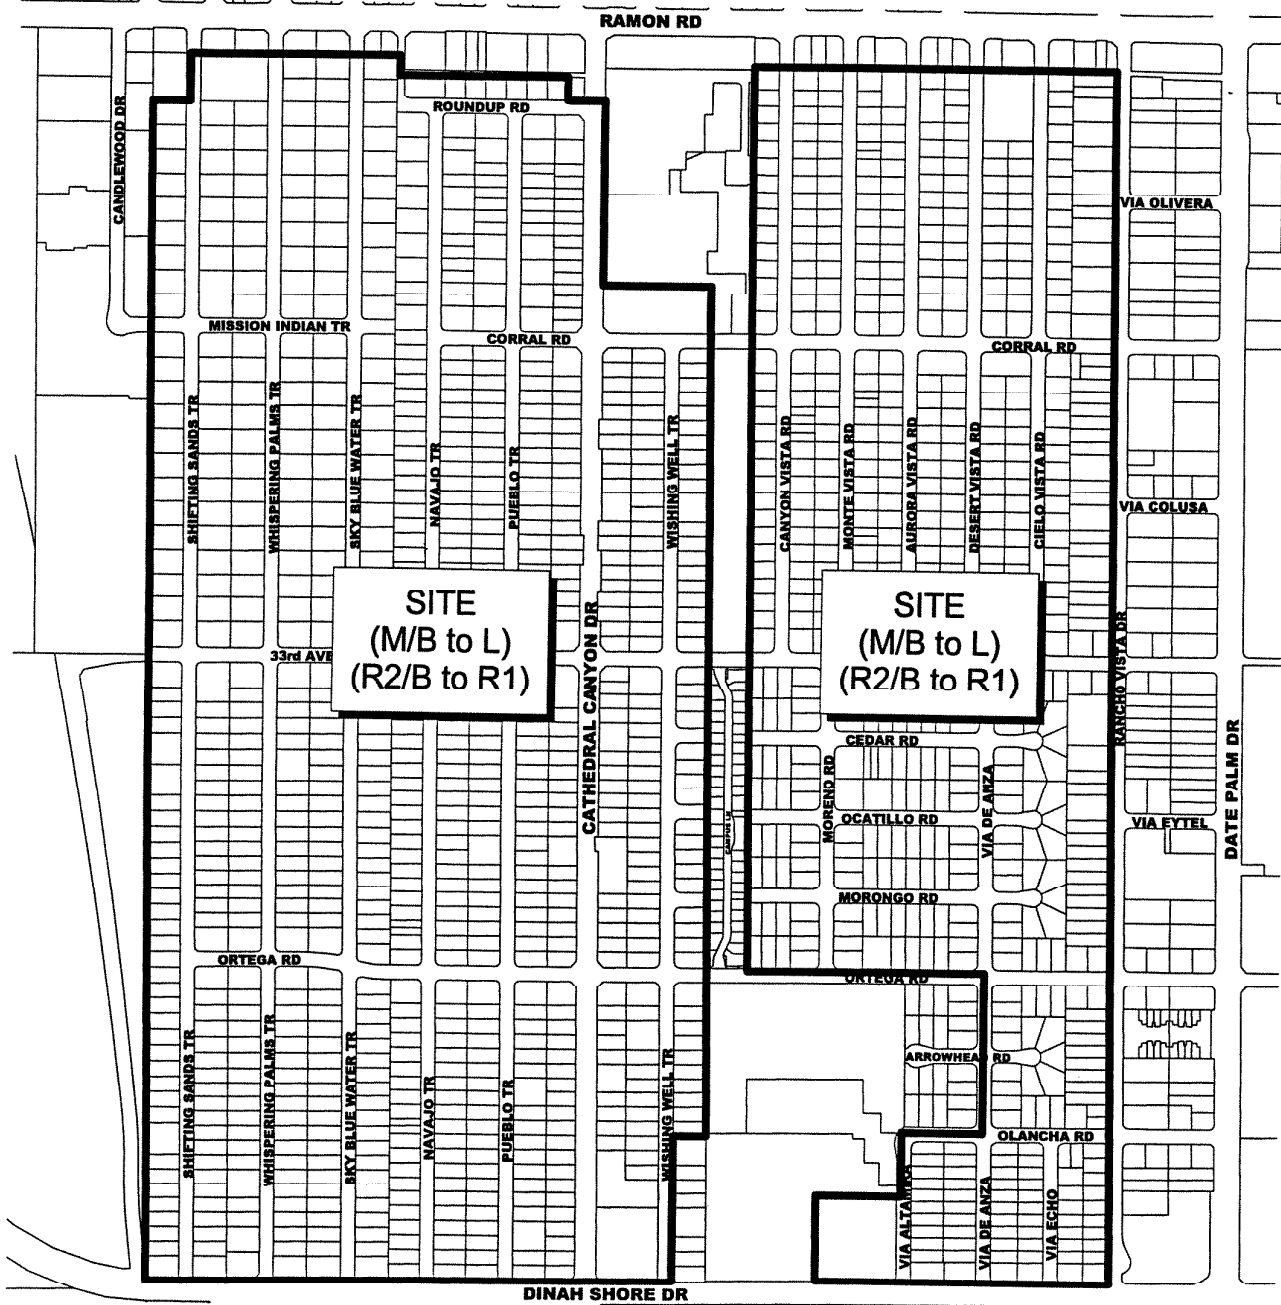 RAMON RD
ROUNDUP RD
CANDLEWOOD DR
VIA OLIVERA
MISSION INDIAN TR
CORRAL RD
CORRAL RD
SHIFTING SANDS TR
WHISPERING PALMS TR
SKY BLUE WATER TR
NAVAJO TR
PUEBLO TR
WISHING WELL TR
CANYON VISTA RD
MONTE VISTA RD
AURORA VISTA RD
DESERT VISTA RD
CIELO VISTA RD
VIA COLUSA
SITE
(M/B to L)
(R2/B to R1)
SITE
(M/B to L)
(R2/B to R1)
33rd AVE
CATHEDRAL CANYON DR
RANCHO VISTA DR
DATE PALM DR
CEDAR RD
MORENO RD
VIA DE ANZA
OCATILLO RD
CAMPUS LN
VIA EYTEL
MORONGO RD
ORTEGA RD
ORTEGA RD
ARROWHEAD RD
SHIFTING SANDS TR
WHISPERING PALMS TR
SKY BLUE WATER TR
NAVAJO TR
PUEBLO TR
WISHING WELL TR
OLANCHA RD
VIA ALTAMIRA
VIA DE ANZA
VIA ECHO
DINAH SHORE DR